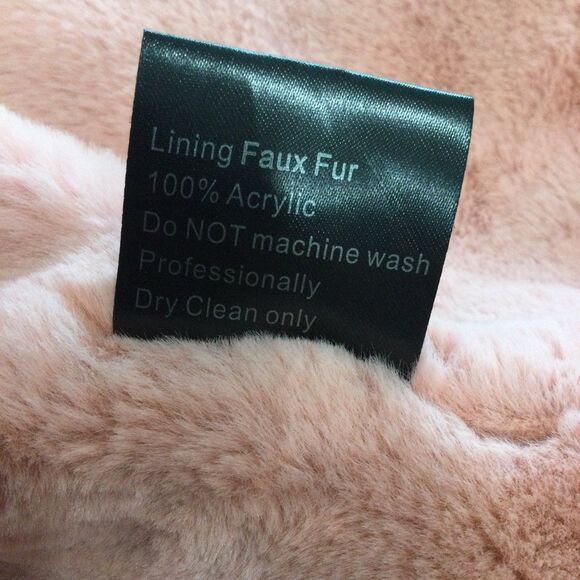 Lining Faux Fur
100% Acrylic
Do NOT machine wash
Professionally
Dry Clean only